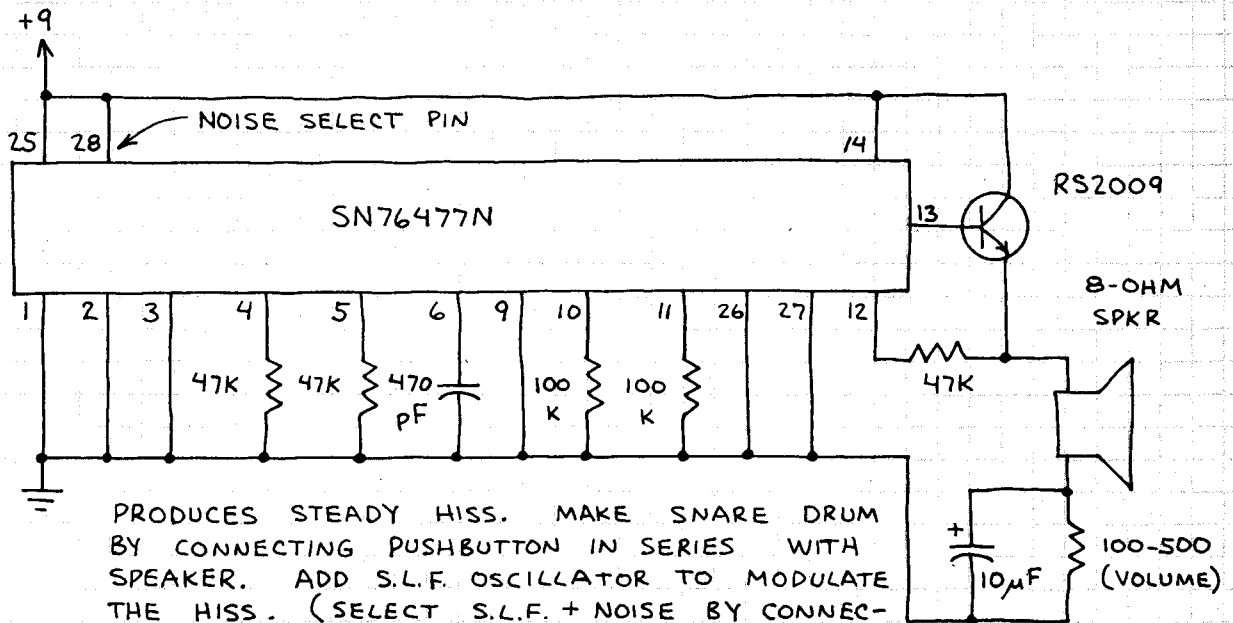 +9
25 28 NOISE SELECT PIN 14
RS2009
SN76477N 13
8-OHM
SPKR
1 2 3 4 5 6 9 10 11 26 27 12
47K 47K 470 pF 100 K 100 K 47K
PRODUCES STEADY HISS. MAKE SNARE DRUM
BY CONNECTING PUSHBUTTON IN SERIES WITH
SPEAKER. ADD S.L.F. OSCILLATOR TO MODULATE
THE HISS. (SELECT S.L.F. + NOISE BY CONNEC-
+
10µF
100-500
(VOLUME)